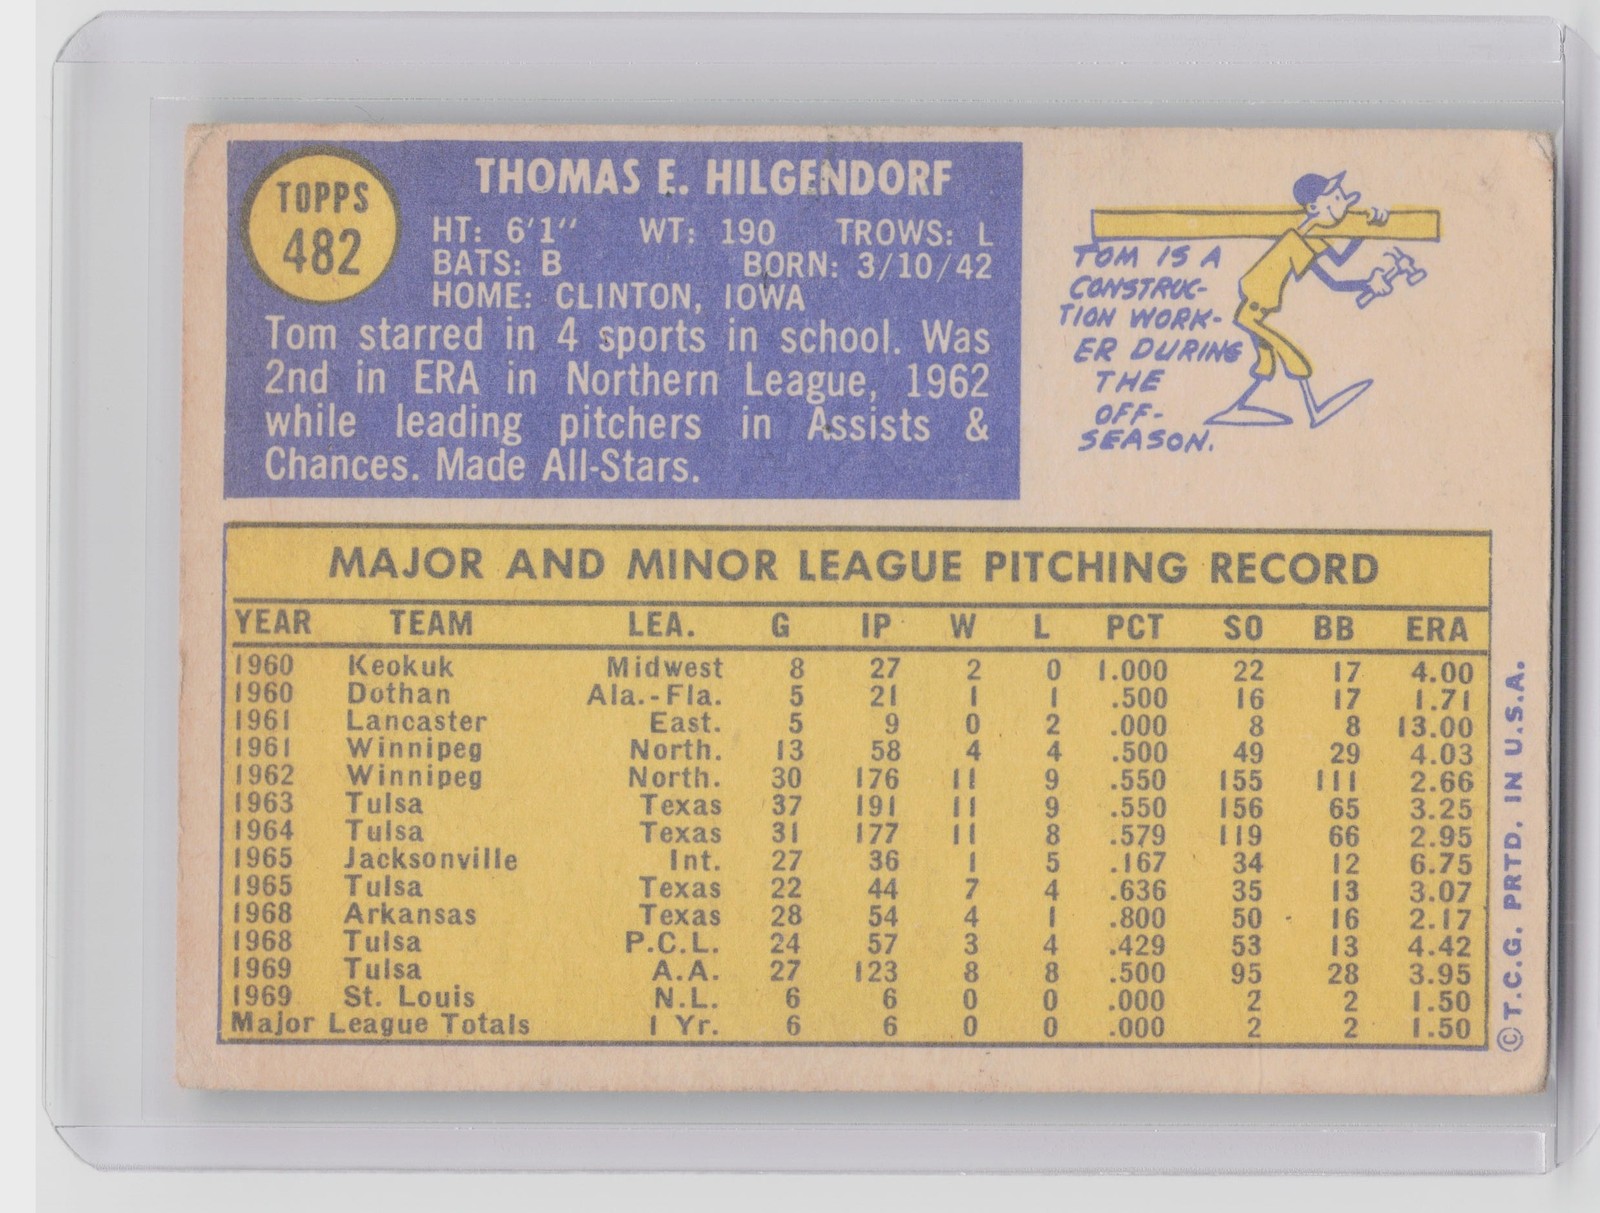 TOPPS
482
THOMAS E. HILGENDORF
HT: 6'1" WT: 190 TROWS: L
BATS: B BORN: 3/10/42
HOME: CLINTON, IOWA
Tom starred in 4 sports in school. Was
2nd in ERA in Northern League, 1962
while leading pitchers in Assists &
Chances. Made All-Stars.
TOM IS A
CONSTRUC-
TION WORK-
ER DURING
THE
OFF-
SEASON.
MAJOR AND MINOR LEAGUE PITCHING RECORD
YEAR TEAM LEA. G IP W L PCT SO BB ERA
1960 Keokuk Midwest 8 27 2 0 1.000 22 17 4.00
1960 Dothan Ala.-Fla. 5 21 1 1 .500 16 17 1.71
1961 Lancaster East. 5 9 0 2 .000 8 8 13.00
1961 Winnipeg North. 13 58 4 4 .500 49 29 4.03
1962 Winnipeg North. 30 176 11 9 .550 155 111 2.66
1963 Tulsa Texas 37 191 11 9 .550 156 65 3.25
1964 Tulsa Texas 31 177 11 8 .579 119 66 2.95
1965 Jacksonville Int. 27 36 1 5 .167 34 12 6.75
1965 Tulsa Texas 22 44 7 4 .636 35 13 3.07
1968 Arkansas Texas 28 54 4 1 .800 50 16 2.17
1968 Tulsa P.C.L. 24 57 3 4 .429 53 13 4.42
1969 Tulsa A.A. 27 123 8 8 .500 95 28 3.95
1969 St. Louis N.L. 6 6 0 0 .000 2 2 1.50
Major League Totals 1 Yr. 6 6 0 0 .000 2 2 1.50
©T.C.G. PRTD. IN U.S.A.